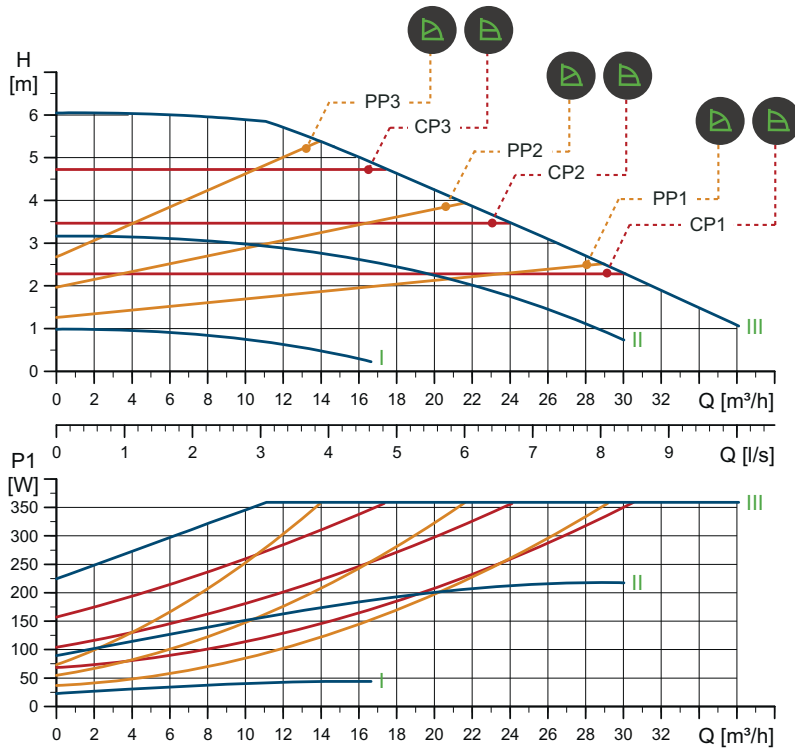 H
[m]
PP3
CP3
PP2
CP2
PP1
CP1
6
5
4
3
2
1
0
I
II
III
0 2 4 6 8 10 12 14 16 18 20 22 24 26 28 30 32 Q [m³/h]
0 1 2 3 4 5 6 7 8 9 Q [l/s]
P1
[W]
350
300
250
200
150
100
50
0
III
II
I
0 2 4 6 8 10 12 14 16 18 20 22 24 26 28 30 32 Q [m³/h]